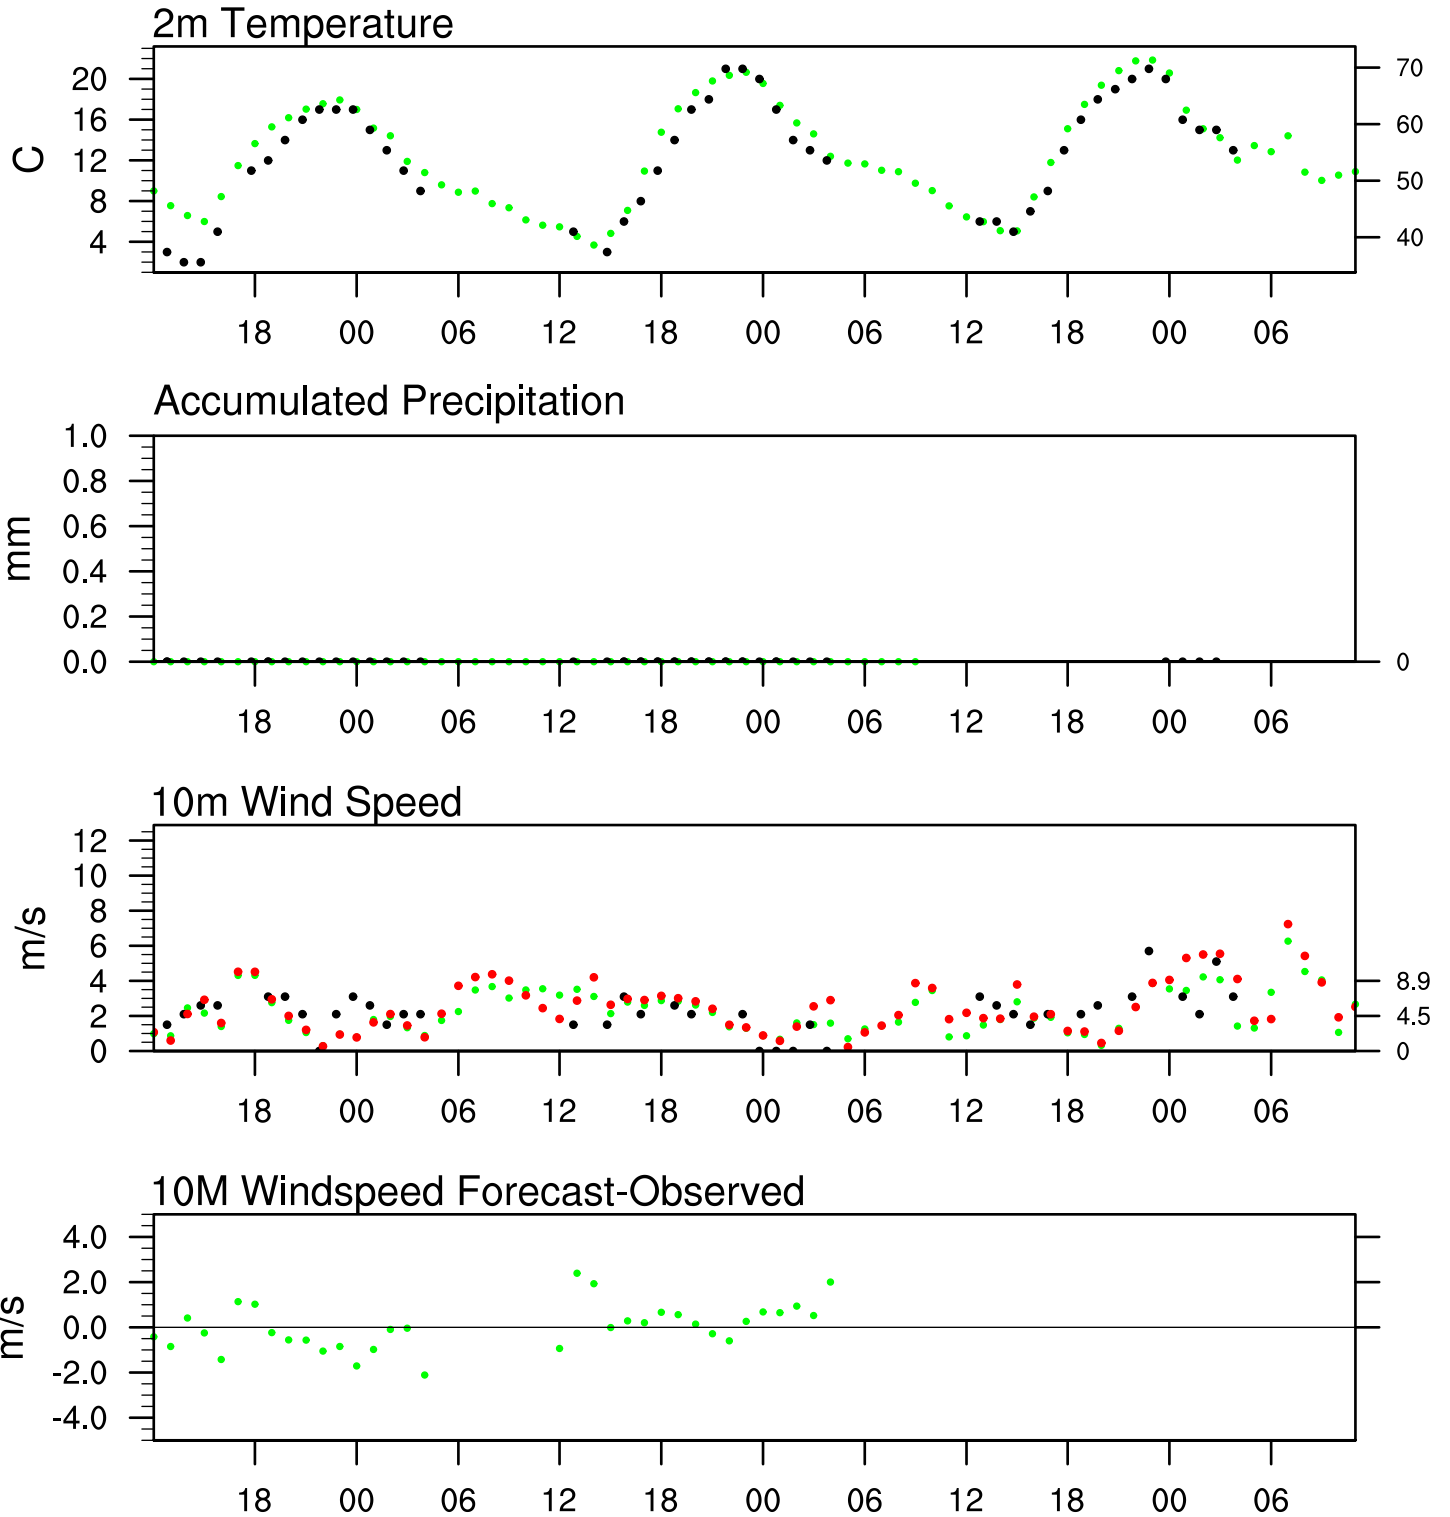 2m Temperature
20
16
12
8
4
C
70
60
50
40
18 00 06 12 18 00 06 12 18 00 06
Accumulated Precipitation
1.0
0.8
0.6
0.4
0.2
0.0
mm
0
18 00 06 12 18 00 06 12 18 00 06
10m Wind Speed
12
10
8
6
4
2
0
m/s
8.9
4.5
0
18 00 06 12 18 00 06 12 18 00 06
10M Windspeed Forecast-Observed
4.0
2.0
0.0
-2.0
-4.0
m/s
18 00 06 12 18 00 06 12 18 00 06